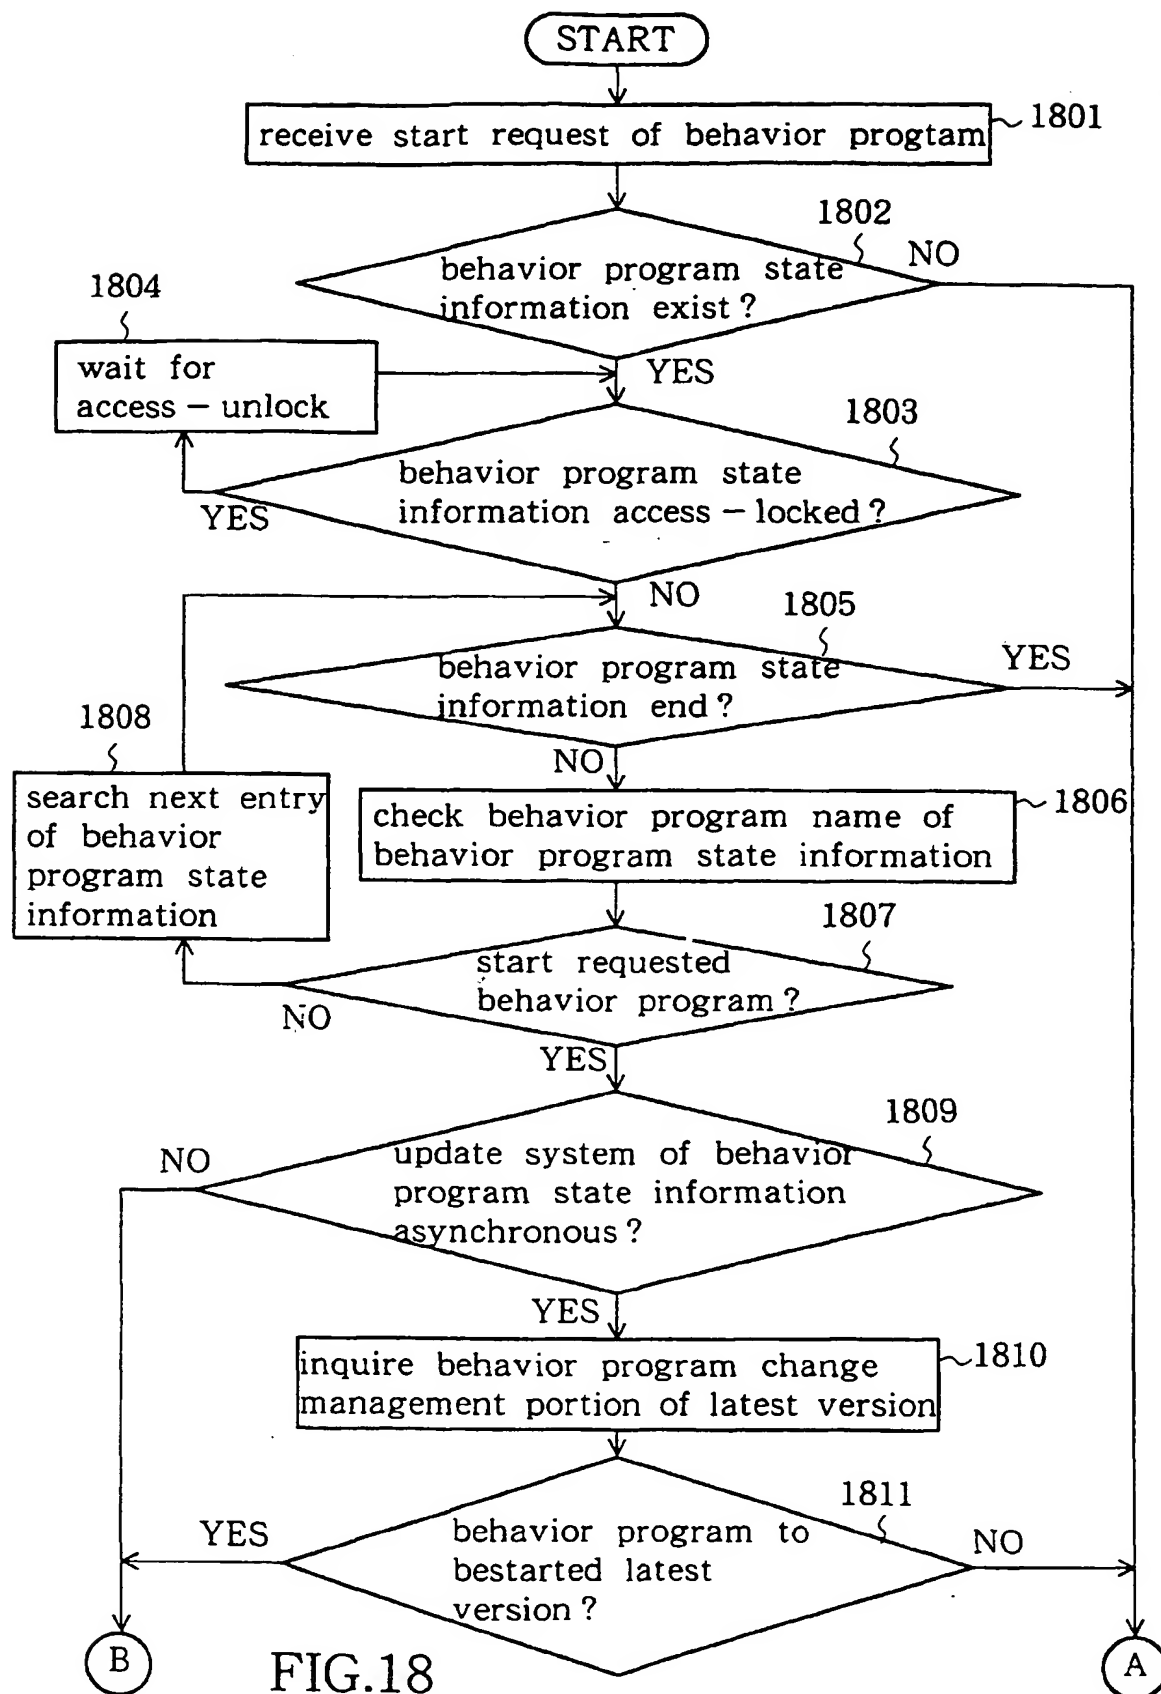 START
receive start request of behavior progtam
1801
1802
NO
behavior program state
information exist?
1804
YES
wait for
access-unlock
1803
behavior program state
information access-locked?
YES
NO
1805
YES
behavior program state
information end?
1808
NO
search next entry
of behavior
program state
information
check behavior program name of
behavior program state information
1806
1807
start requested
behavior program?
NO
YES
1809
NO
update system of behavior
program state information
asynchronous?
YES
inquire behavior program change
management portion of latest version
1810
1811
YES
behavior program to
bestarted latest
version?
NO
B
FIG.18
A